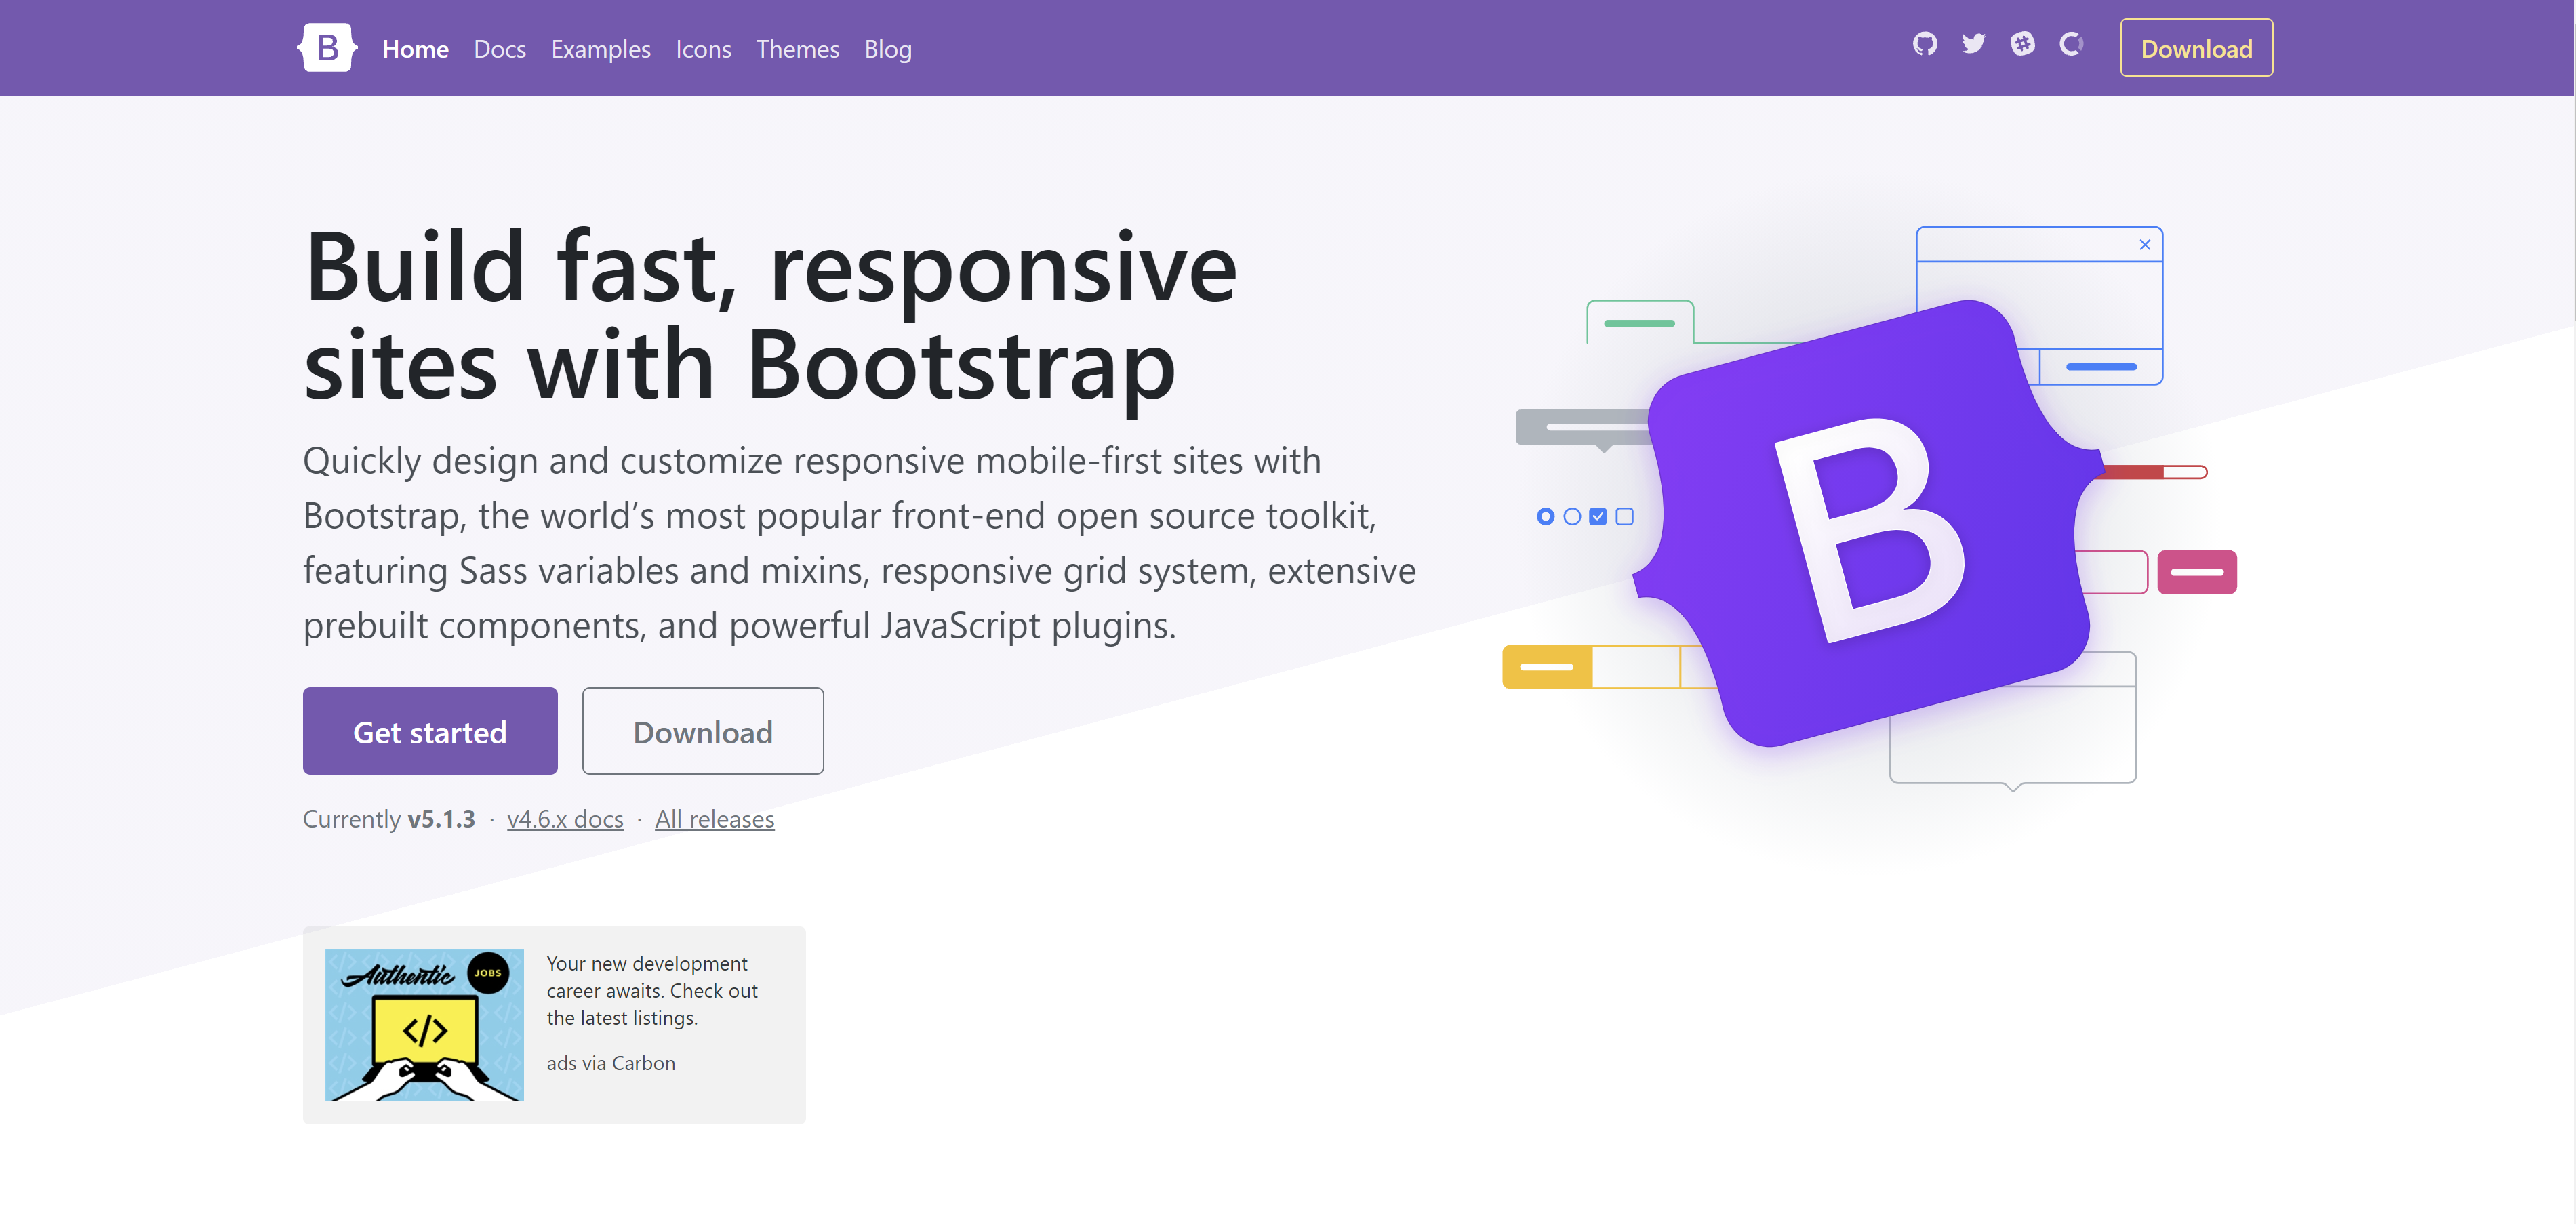 B Home Docs Examples Icons Themes Blog Download
Build fast, responsive
sites with Bootstrap
Quickly design and customize responsive mobile-first sites with
Bootstrap, the world’s most popular front-end open source toolkit,
featuring Sass variables and mixins, responsive grid system, extensive
prebuilt components, and powerful JavaScript plugins.
Get started Download
Currently v5.1.3 · v4.6.x docs · All releases
B
Authentic JOBS
</>
Your new development
career awaits. Check out
the latest listings.
ads via Carbon